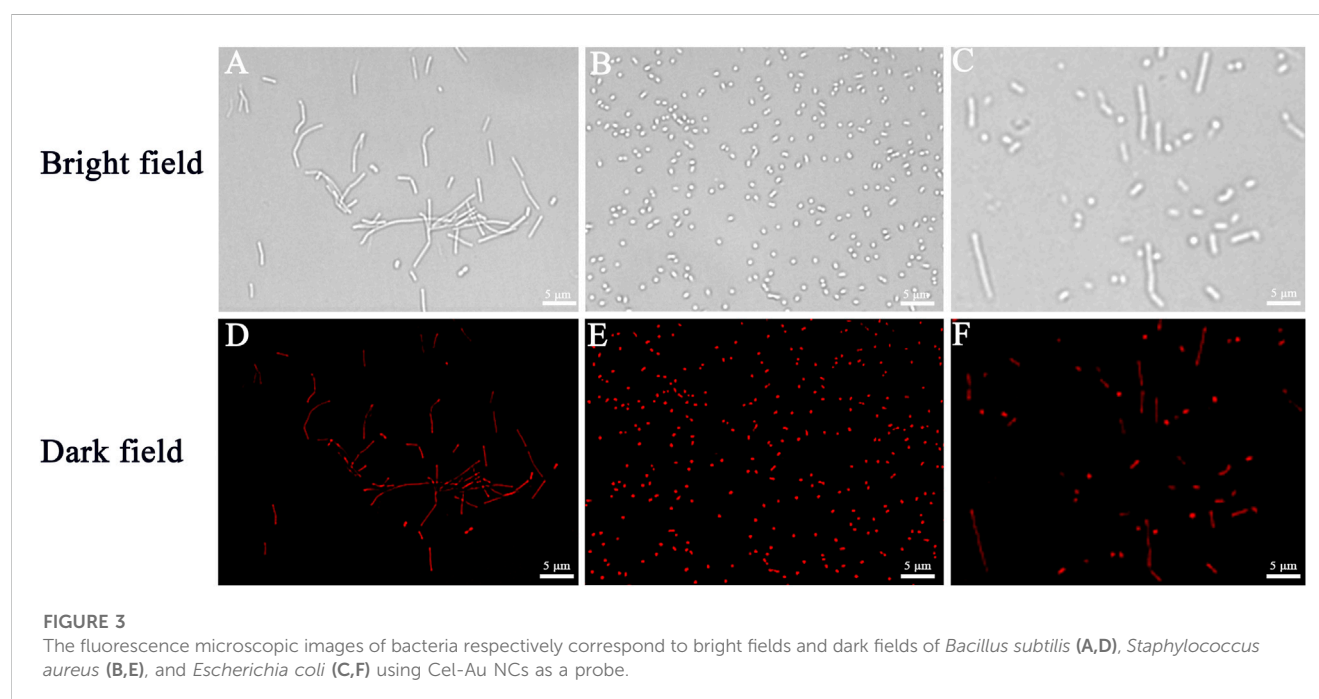 A
B
C
Bright field
5 μm
5 μm
5 μm
D
E
F
Dark field
5 μm
5 μm
5 μm
FIGURE 3
The fluorescence microscopic images of bacteria respectively correspond to bright fields and dark fields of Bacillus subtilis (A,D), Staphylococcus
aureus (B,E), and Escherichia coli (C,F) using Cel-Au NCs as a probe.